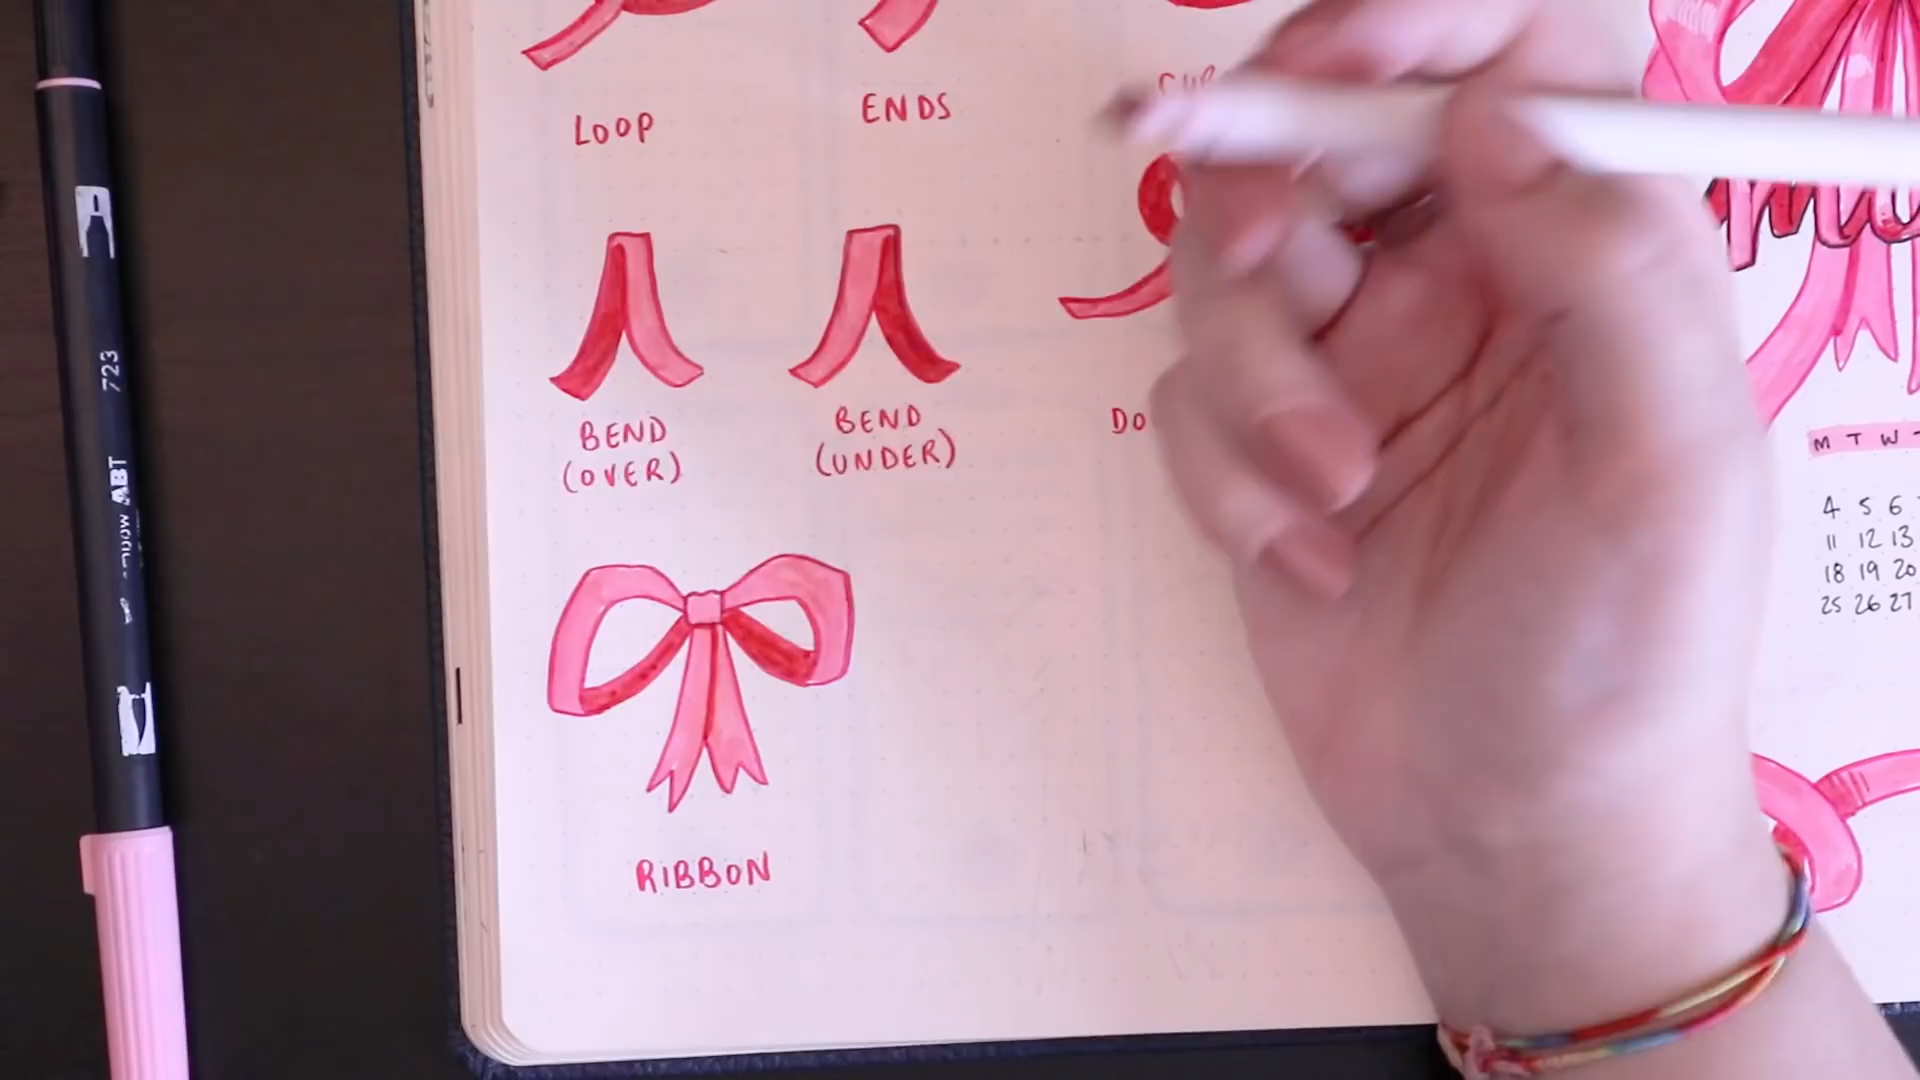 LOOP
ENDS
BEND
(OVER)
BEND
(UNDER)
DO
RIBBON
723
ABT
M T W
4 5 6
11 12 13
18 19 20
25 26 27